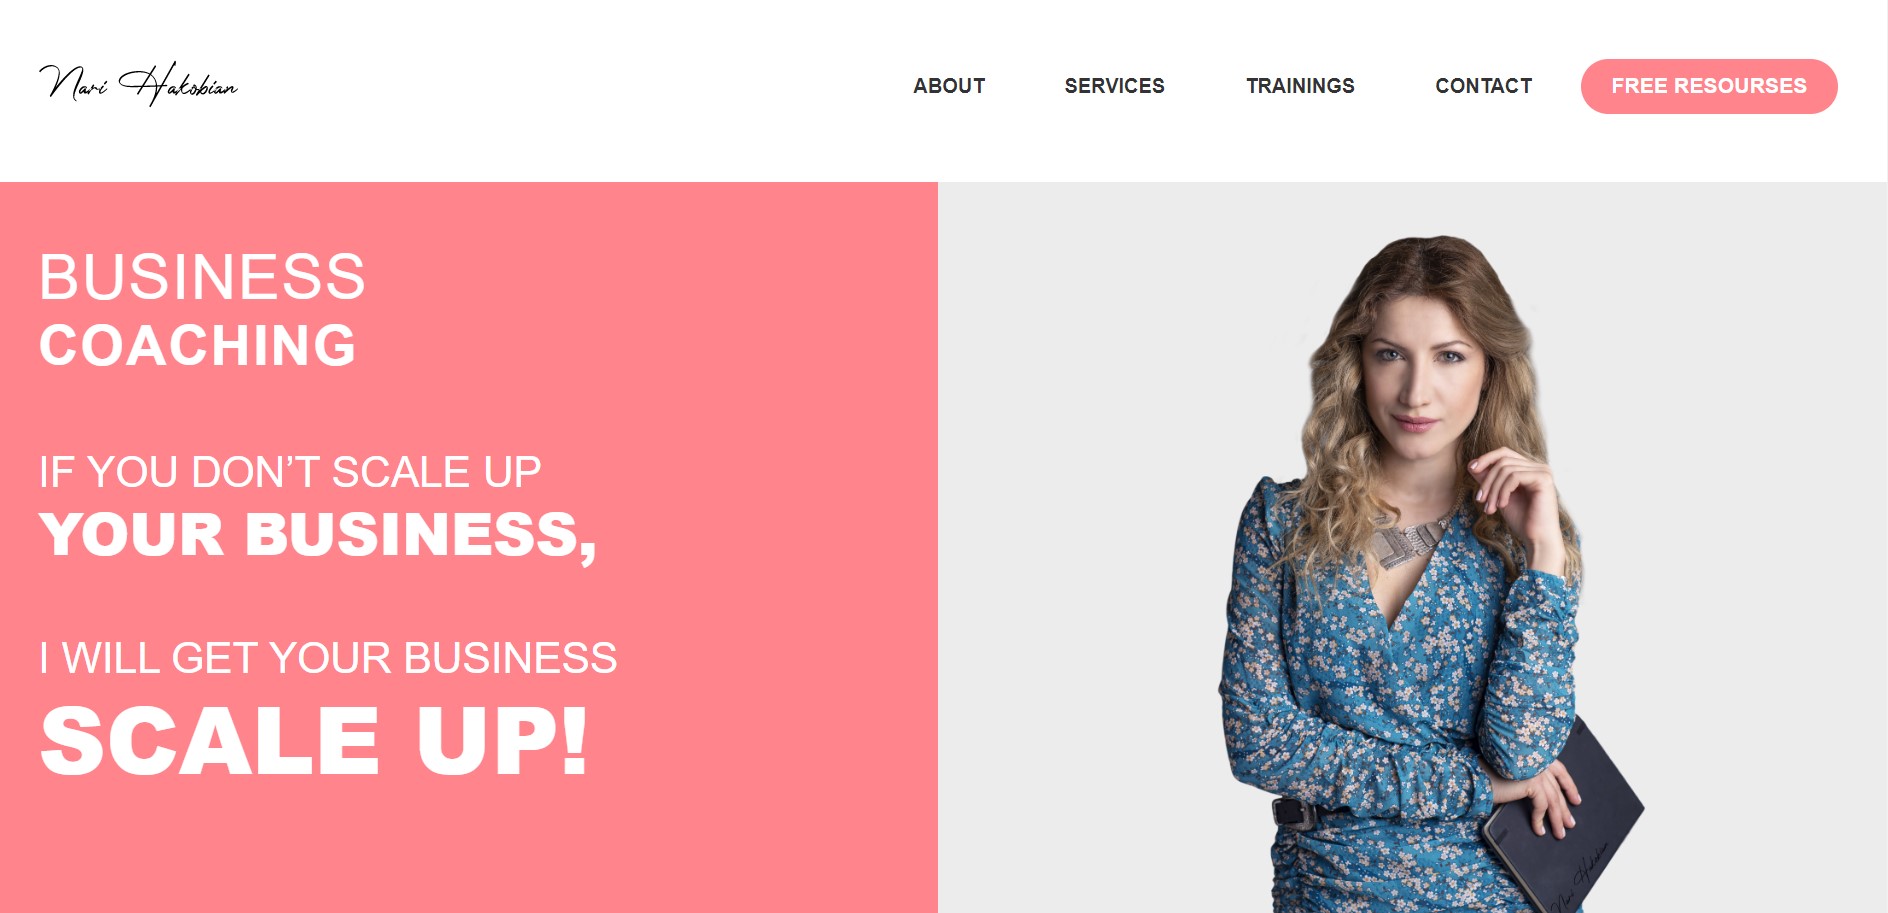 Nari Hakobian
ABOUT SERVICES TRAININGS CONTACT FREE RESOURSES
BUSINESS
COACHING
IF YOU DON’T SCALE UP
YOUR BUSINESS,
I WILL GET YOUR BUSINESS
SCALE UP!
Nari Hakobian